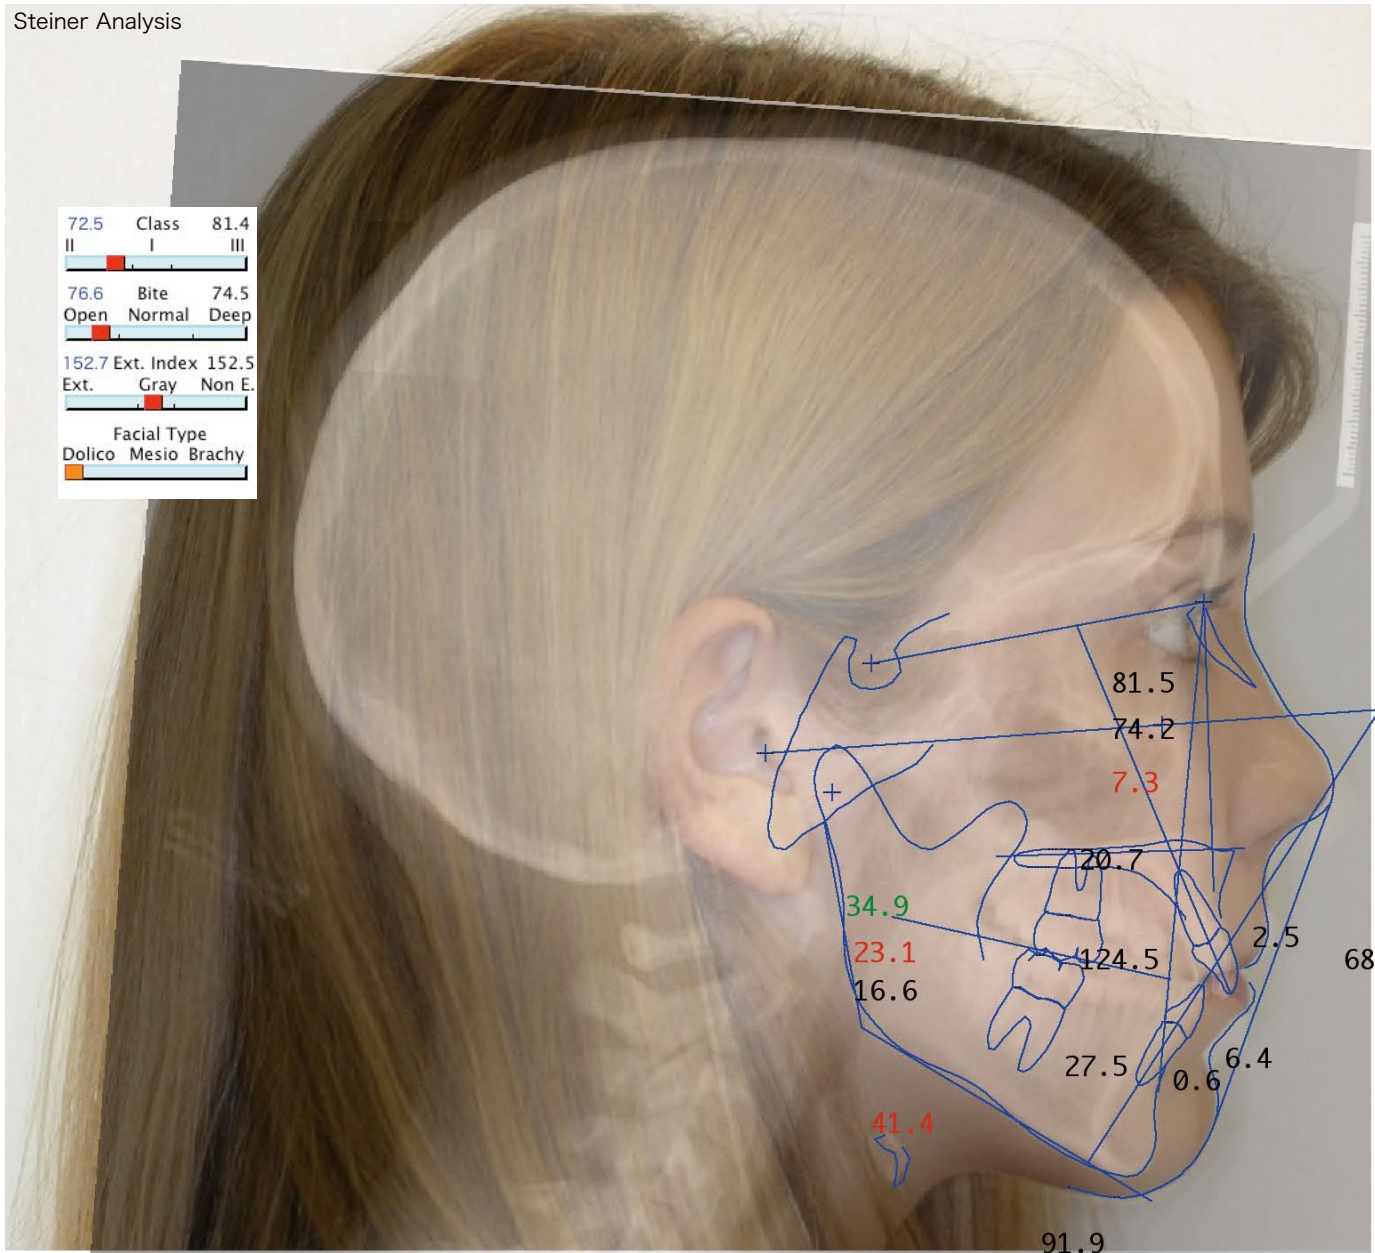 Steiner Analysis
72.5 Class 81.4
II I III
76.6 Bite 74.5
Open Normal Deep
152.7 Ext. Index 152.5
Ext. Gray Non E.
Facial Type
Dolico Mesio Brachy
81.5
74.2
7.3
20.7
34.9
2.5
23.1
124.5
68
16.6
27.5
6.4
0.6
41.4
91.9